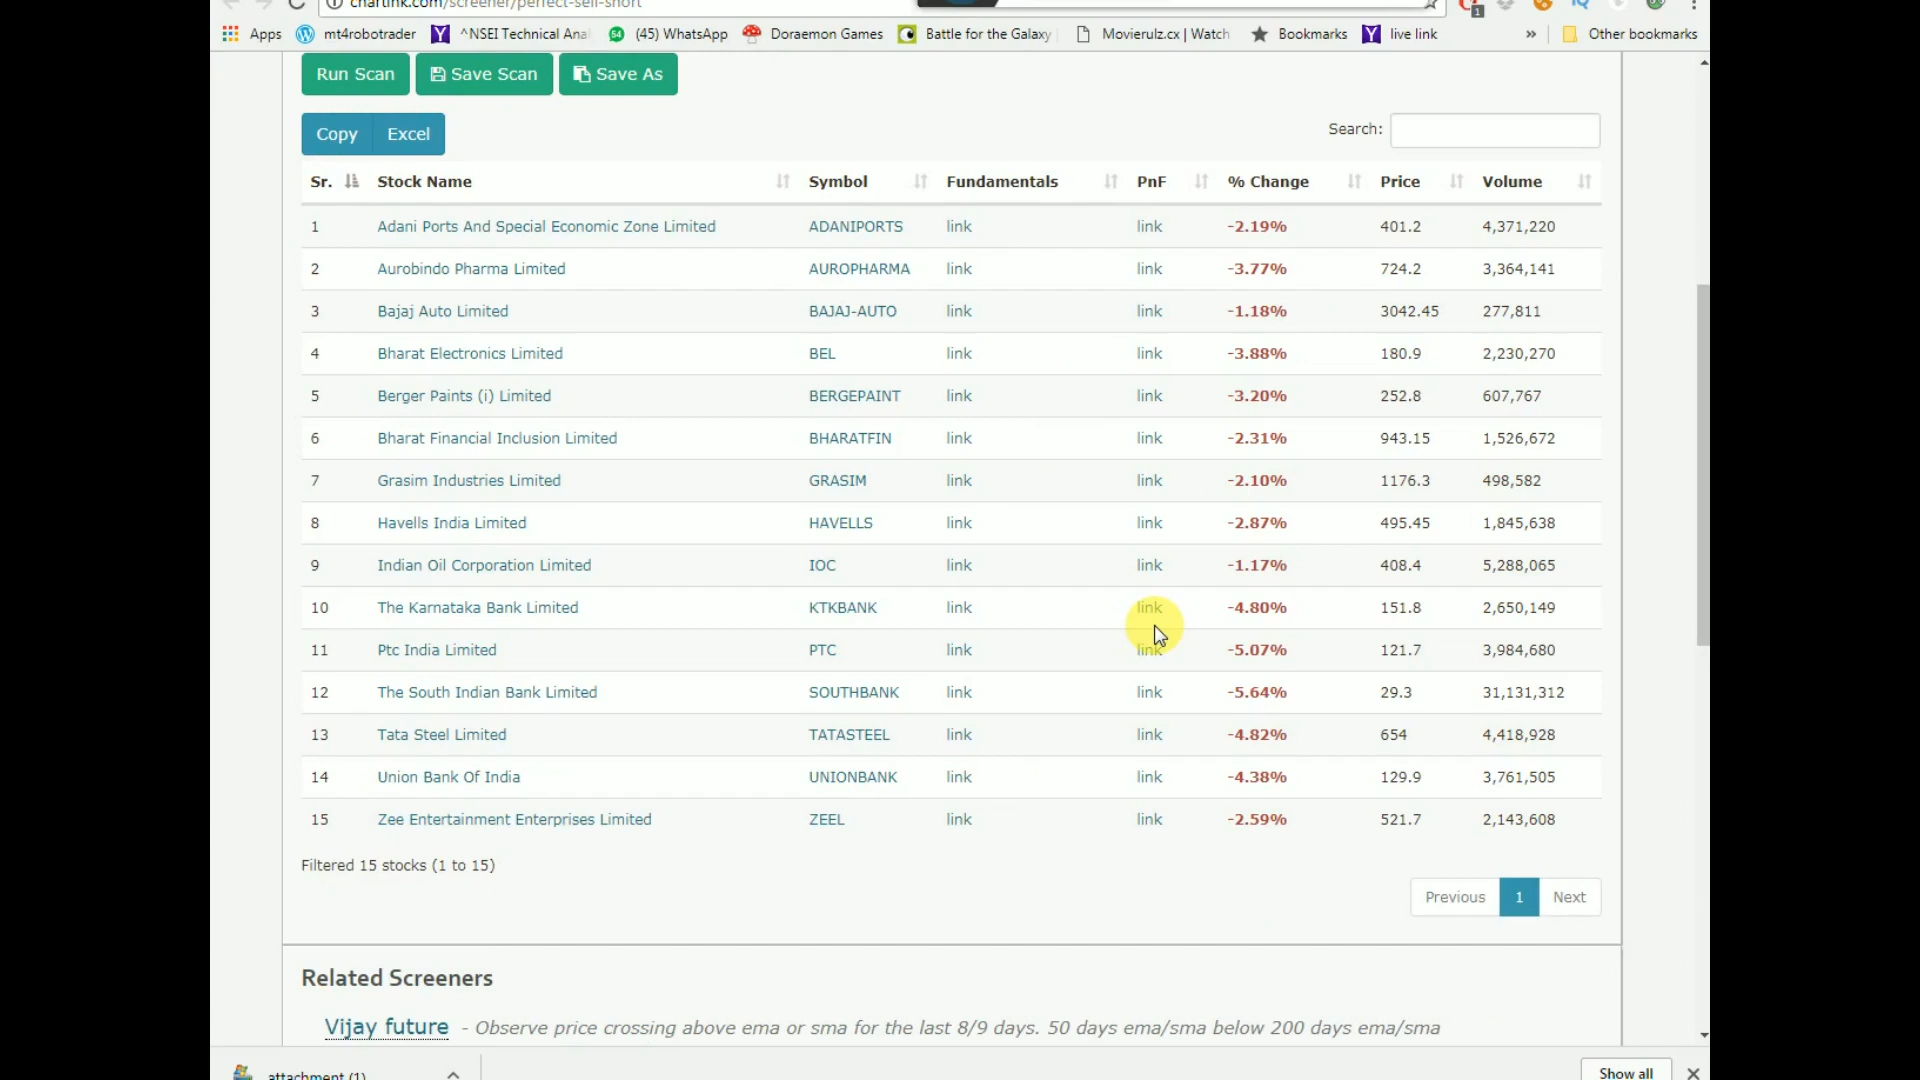 chartink.com/screener/perfect-sell-short
Apps mt4robotrader ^NSEI Technical Ana (45) WhatsApp Doraemon Games Battle for the Galaxy Movierulz.cx | Watch Bookmarks live link » Other bookmarks
Run Scan Save Scan Save As
Copy Excel Search:
Sr. Stock Name Symbol Fundamentals PnF % Change Price Volume
1 Adani Ports And Special Economic Zone Limited ADANIPORTS link link -2.19% 401.2 4,371,220
2 Aurobindo Pharma Limited AUROPHARMA link link -3.77% 724.2 3,364,141
3 Bajaj Auto Limited BAJAJ-AUTO link link -1.18% 3042.45 277,811
4 Bharat Electronics Limited BEL link link -3.88% 180.9 2,230,270
5 Berger Paints (i) Limited BERGEPAINT link link -3.20% 252.8 607,767
6 Bharat Financial Inclusion Limited BHARATFIN link link -2.31% 943.15 1,526,672
7 Grasim Industries Limited GRASIM link link -2.10% 1176.3 498,582
8 Havells India Limited HAVELLS link link -2.87% 495.45 1,845,638
9 Indian Oil Corporation Limited IOC link link -1.17% 408.4 5,288,065
10 The Karnataka Bank Limited KTKBANK link link -4.80% 151.8 2,650,149
11 Ptc India Limited PTC link link -5.07% 121.7 3,984,680
12 The South Indian Bank Limited SOUTHBANK link link -5.64% 29.3 31,131,312
13 Tata Steel Limited TATASTEEL link link -4.82% 654 4,418,928
14 Union Bank Of India UNIONBANK link link -4.38% 129.9 3,761,505
15 Zee Entertainment Enterprises Limited ZEEL link link -2.59% 521.7 2,143,608
Filtered 15 stocks (1 to 15)
Previous 1 Next
Related Screeners
Vijay future - Observe price crossing above ema or sma for the last 8/9 days. 50 days ema/sma below 200 days ema/sma
attachment (1) Show all